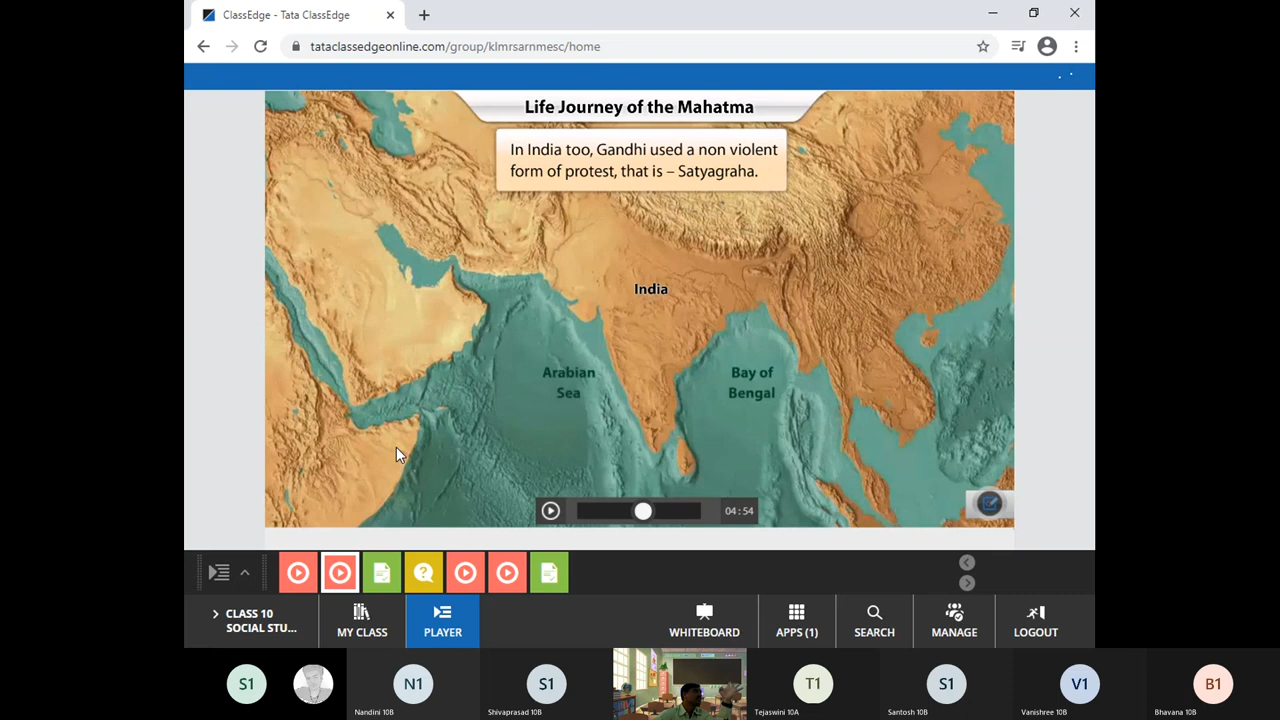 ClassEdge - Tata ClassEdge
tataclassedgeonline.com/group/klmrsarnmesc/home
Life Journey of the Mahatma
In India too, Gandhi used a non violent
form of protest, that is – Satyagraha.
India
Arabian
Sea
Bay of
Bengal
04:54
CLASS 10
SOCIAL STU...
MY CLASS
PLAYER
WHITEBOARD
APPS (1)
SEARCH
MANAGE
LOGOUT
S1
N1
Nandini 10B
S1
Shivaprasad 10B
T1
Tejaswini 10A
S1
Santosh 10B
V1
Vanishree 10B
B1
Bhavana 10B